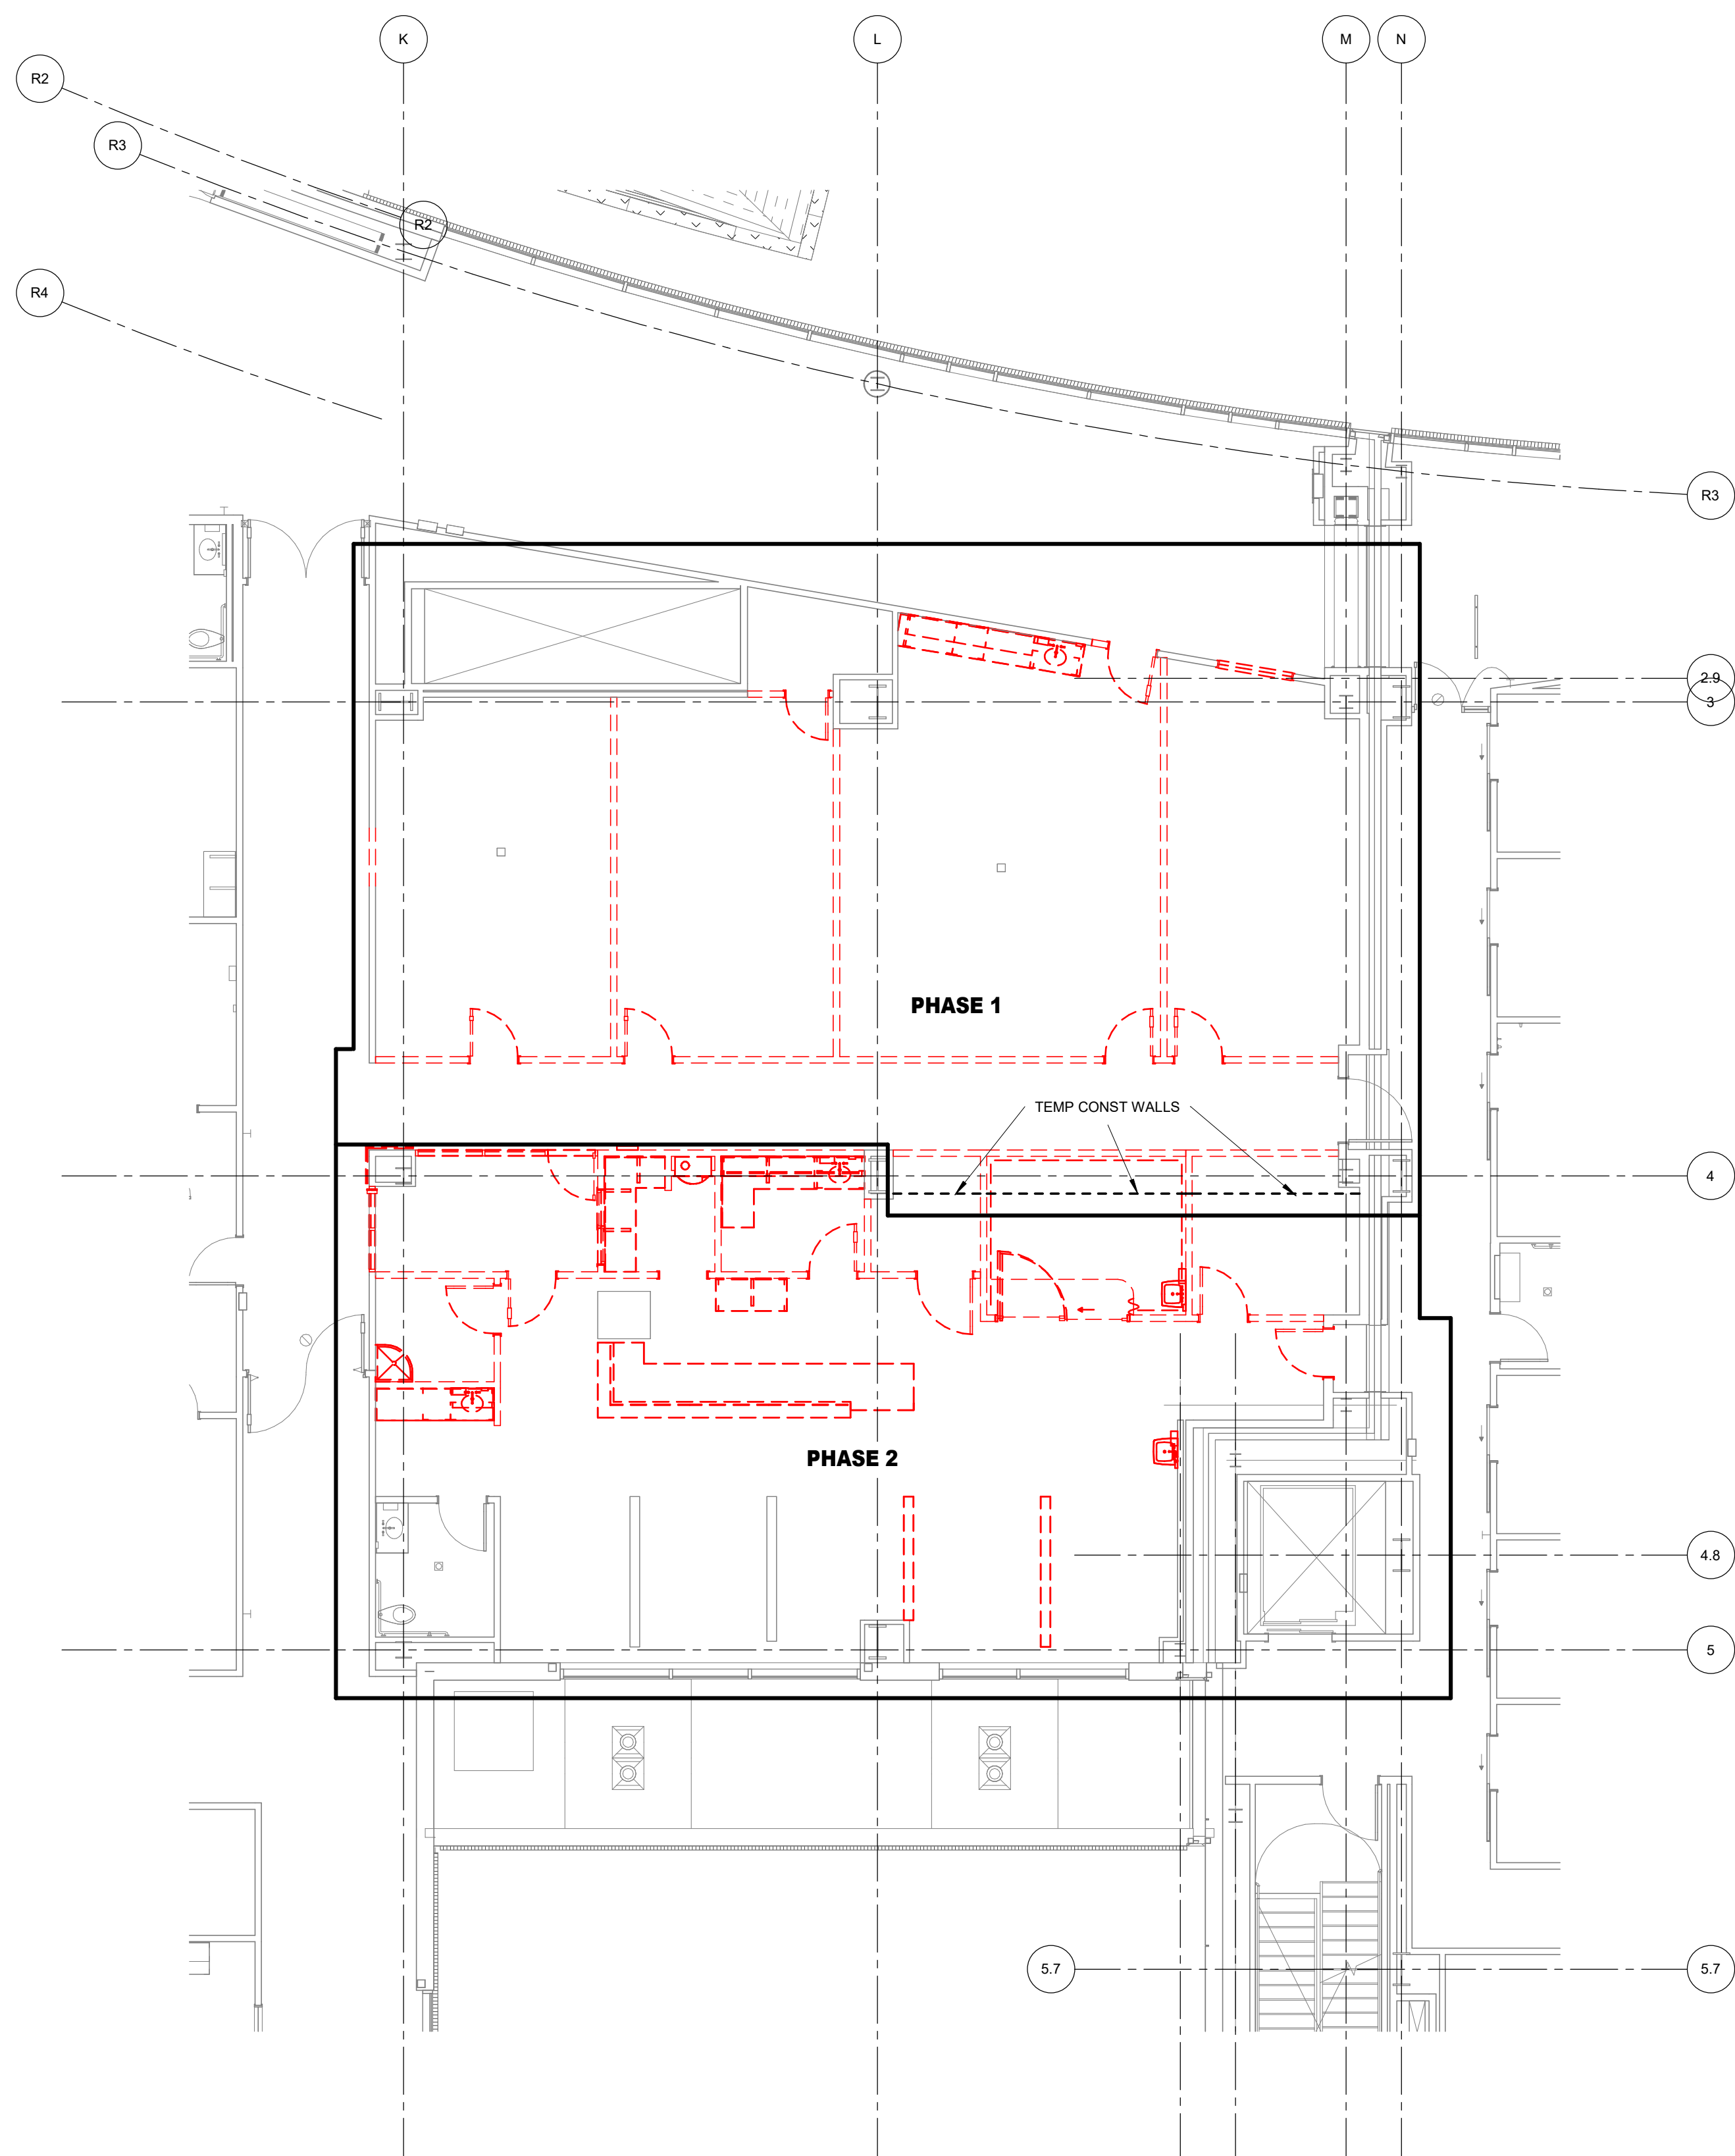 K
L
M
N
R2
R3
R2
R4
R3
2.9
3
PHASE 1
TEMP CONST WALLS
4
PHASE 2
4.8
5
5.7
5.7